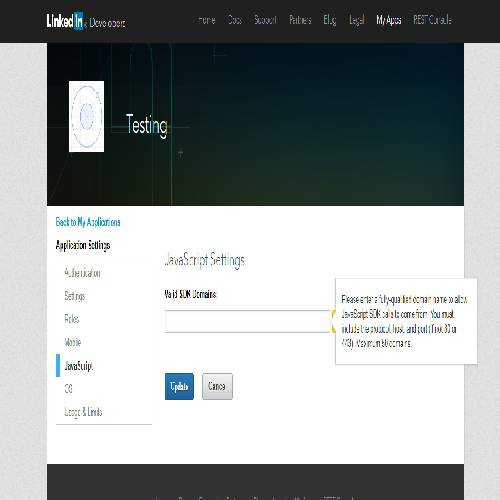 LinkedIn Developers
Home Docs Support Partners Blog Legal My Apps REST Console
Testing
Back to My Applications
Application Settings
Authentication
Settings
Roles
Mobile
JavaScript
Usage & Limits
JavaScript Settings
Valid SDK Domains:
Please enter a fully-qualified domain name to allow
JavaScript SDK calls to come from. You must
include the protocol, host, and port (if not 80 or
443). Maximum 50 domains.
Update Cancel